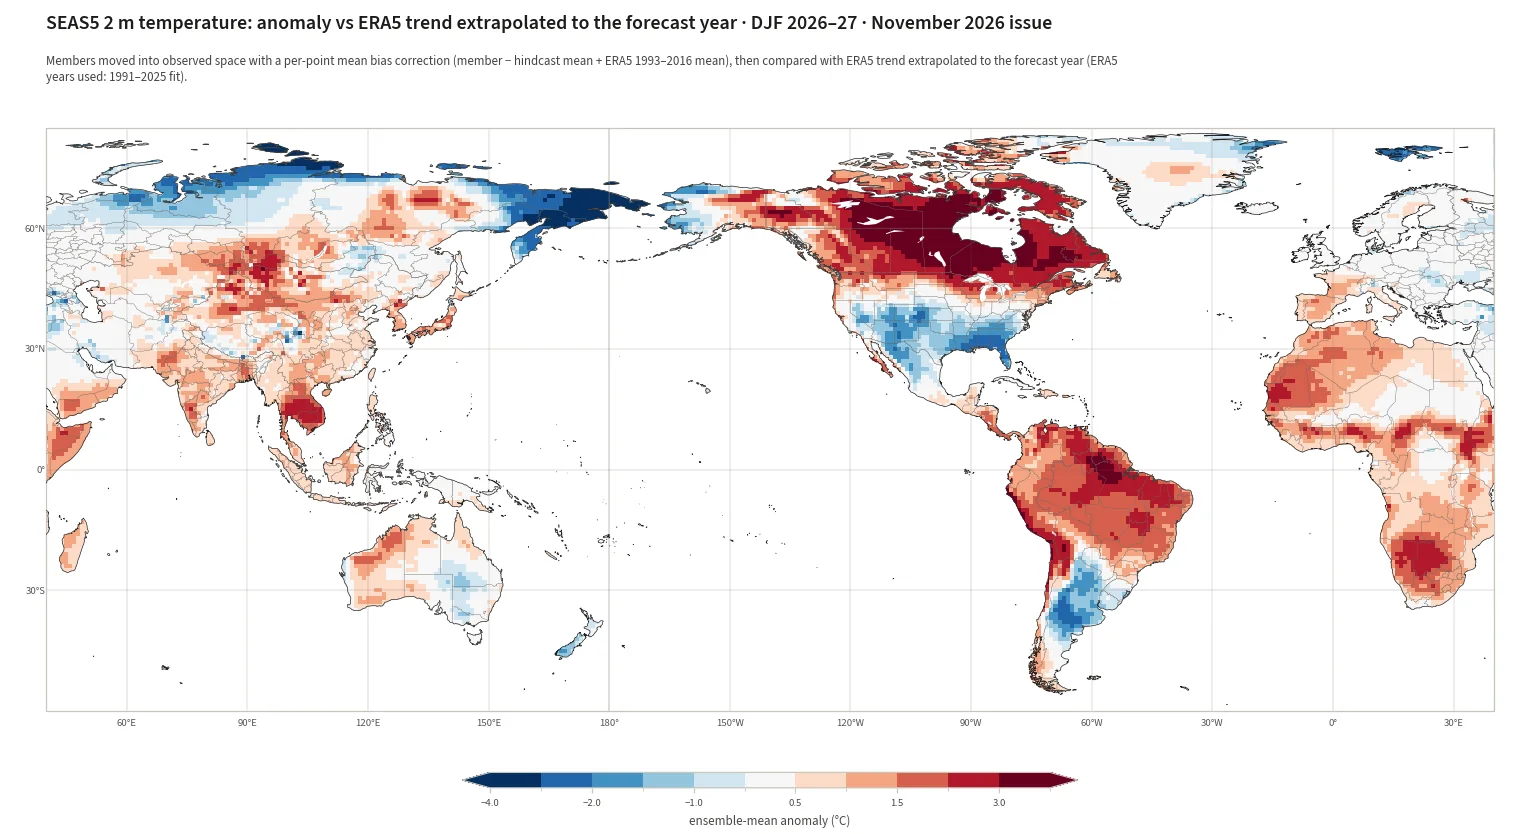 SEAS5 2 m temperature: anomaly vs ERA5 trend extrapolated to the forecast year · DJF 2026–27 · November 2026 issue
Members moved into observed space with a per-point mean bias correction (member − hindcast mean + ERA5 1993–2016 mean), then compared with ERA5 trend extrapolated to the forecast year (ERA5
years used: 1991–2025 fit).
60°N
30°N
0°
30°S
60°E
90°E
120°E
150°E
180°
150°W
120°W
90°W
60°W
30°W
0°
30°E
−4.0
−2.0
−1.0
0.5
1.5
3.0
ensemble-mean anomaly (°C)